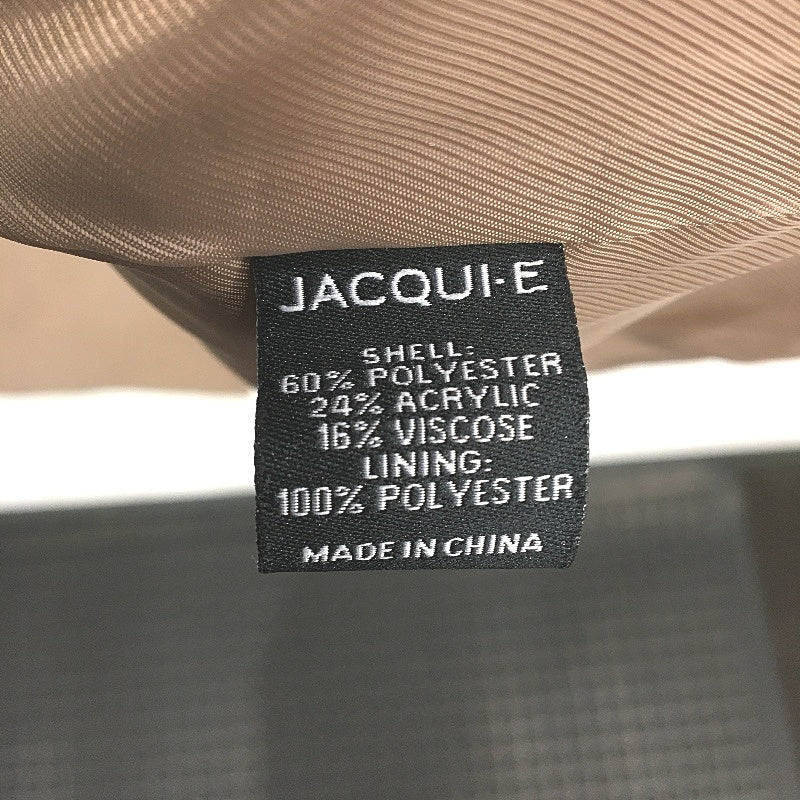 JACQUI·E
SHELL:
60% POLYESTER
24% ACRYLIC
16% VISCOSE
LINING:
100% POLYESTER
MADE IN CHINA